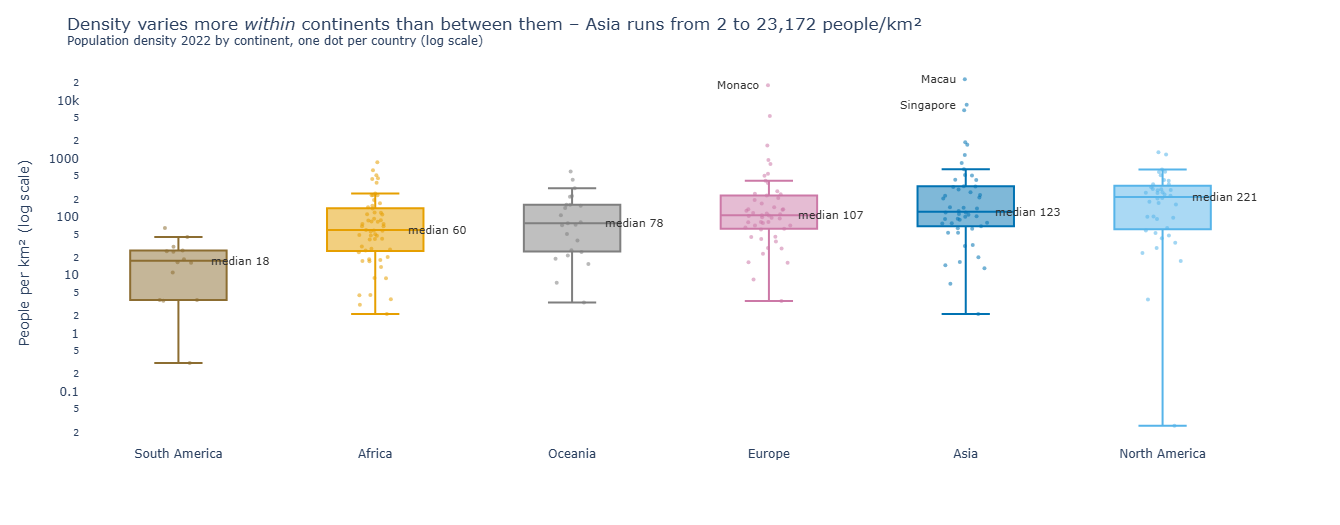 Density varies more within continents than between them – Asia runs from 2 to 23,172 people/km²
Population density 2022 by continent, one dot per country (log scale)
People per km² (log scale)
2
10k
5
2
1000
5
2
100
5
2
10
5
2
1
5
2
0.1
5
2
Monaco
Macau
Singapore
median 18
median 60
median 78
median 107
median 123
median 221
South America
Africa
Oceania
Europe
Asia
North America